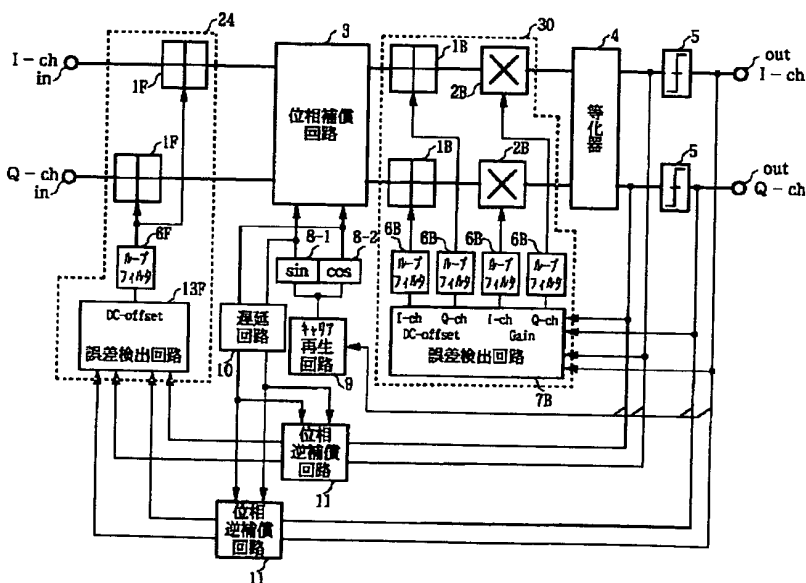 24
3
30
4
5
out
I-ch
I-ch
in
1F
位相補償
回路
1B
2B
等化器
1F
1B
2B
5
out
Q-ch
Q-ch
in
6F
ループ
フィルタ
8-1
8-2
sin
cos
6B
6B
6B
6B
ループ
フィルタ
ループ
フィルタ
ループ
フィルタ
ループ
フィルタ
13F
DC-offset
誤差検出回路
遅延
回路
10
キャリア
再生
回路
9
I-ch
Q-ch
I-ch
Q-ch
DC-offset
Gain
誤差検出回路
7B
位相
逆補償
回路
11
位相
逆補償
回路
11